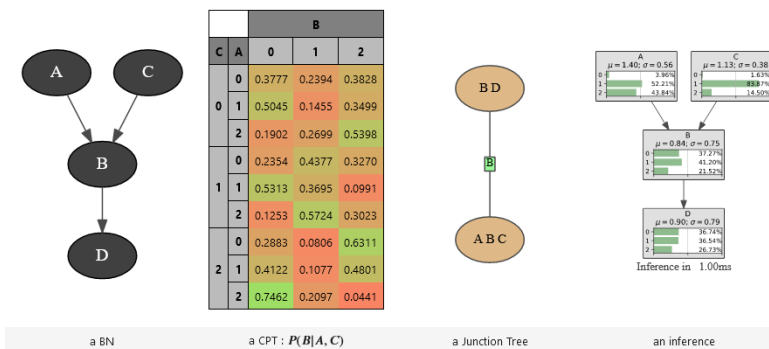 A
C
B
D
B
C A 0 1 2
0 0 0.3777 0.2394 0.3828
1 0.5045 0.1455 0.3499
2 0.1902 0.2699 0.5398
1 0 0.2354 0.4377 0.3270
1 0.5313 0.3695 0.0991
2 0.1253 0.5724 0.3023
2 0 0.2883 0.0806 0.6311
1 0.4122 0.1077 0.4801
2 0.7462 0.2097 0.0441
B D
B
A B C
A
μ = 1.40; σ = 0.56
0 3.96%
1 52.21%
2 43.84%
C
μ = 1.13; σ = 0.38
0 1.63%
1 83.87%
2 14.50%
B
μ = 0.84; σ = 0.75
0 37.27%
1 41.20%
2 21.52%
D
μ = 0.90; σ = 0.79
0 36.74%
1 36.54%
2 26.73%
Inference in 1.00ms
a BN
a CPT : P(B|A, C)
a Junction Tree
an inference